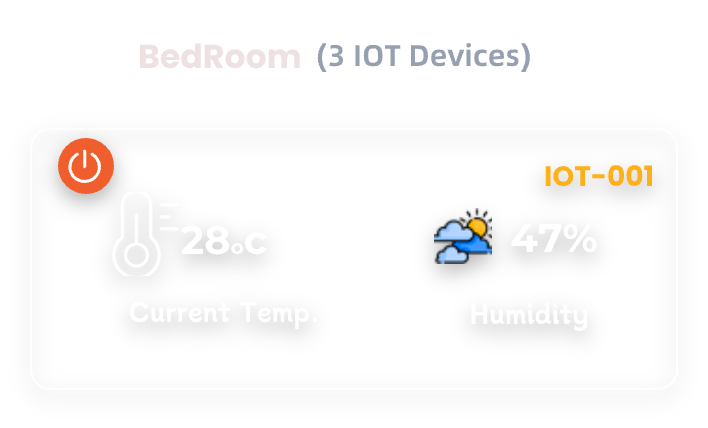 BedRoom (3 IOT Devices)
IOT-001
28°C 47%
Current Temp. Humidity